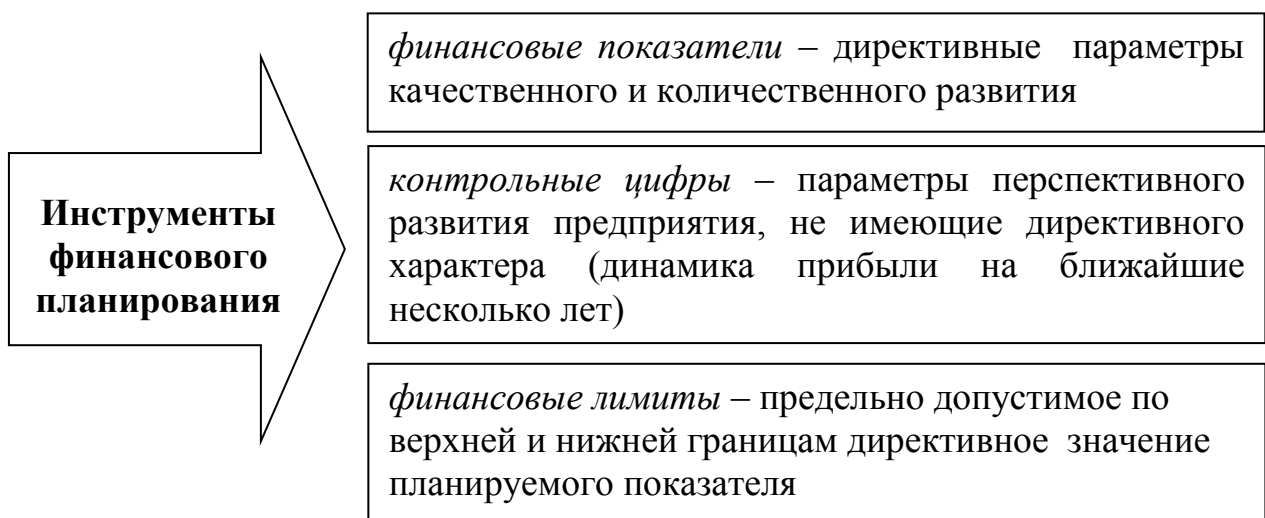 Инструменты
финансового
планирования
финансовые показатели – директивные параметры
качественного и количественного развития
контрольные цифры – параметры перспективного
развития предприятия, не имеющие директивного
характера (динамика прибыли на ближайшие
несколько лет)
финансовые лимиты – предельно допустимое по
верхней и нижней границам директивное значение
планируемого показателя